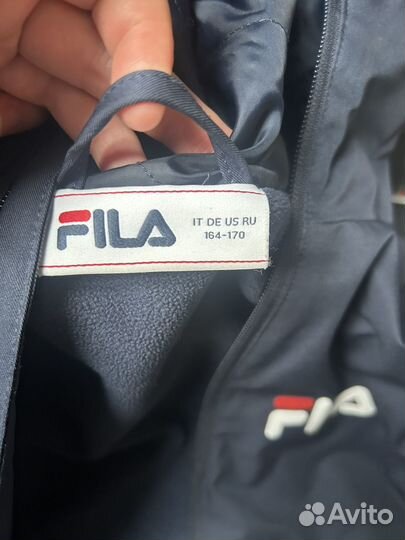 FILA
IT DE US RU
164-170
FILA
Avito